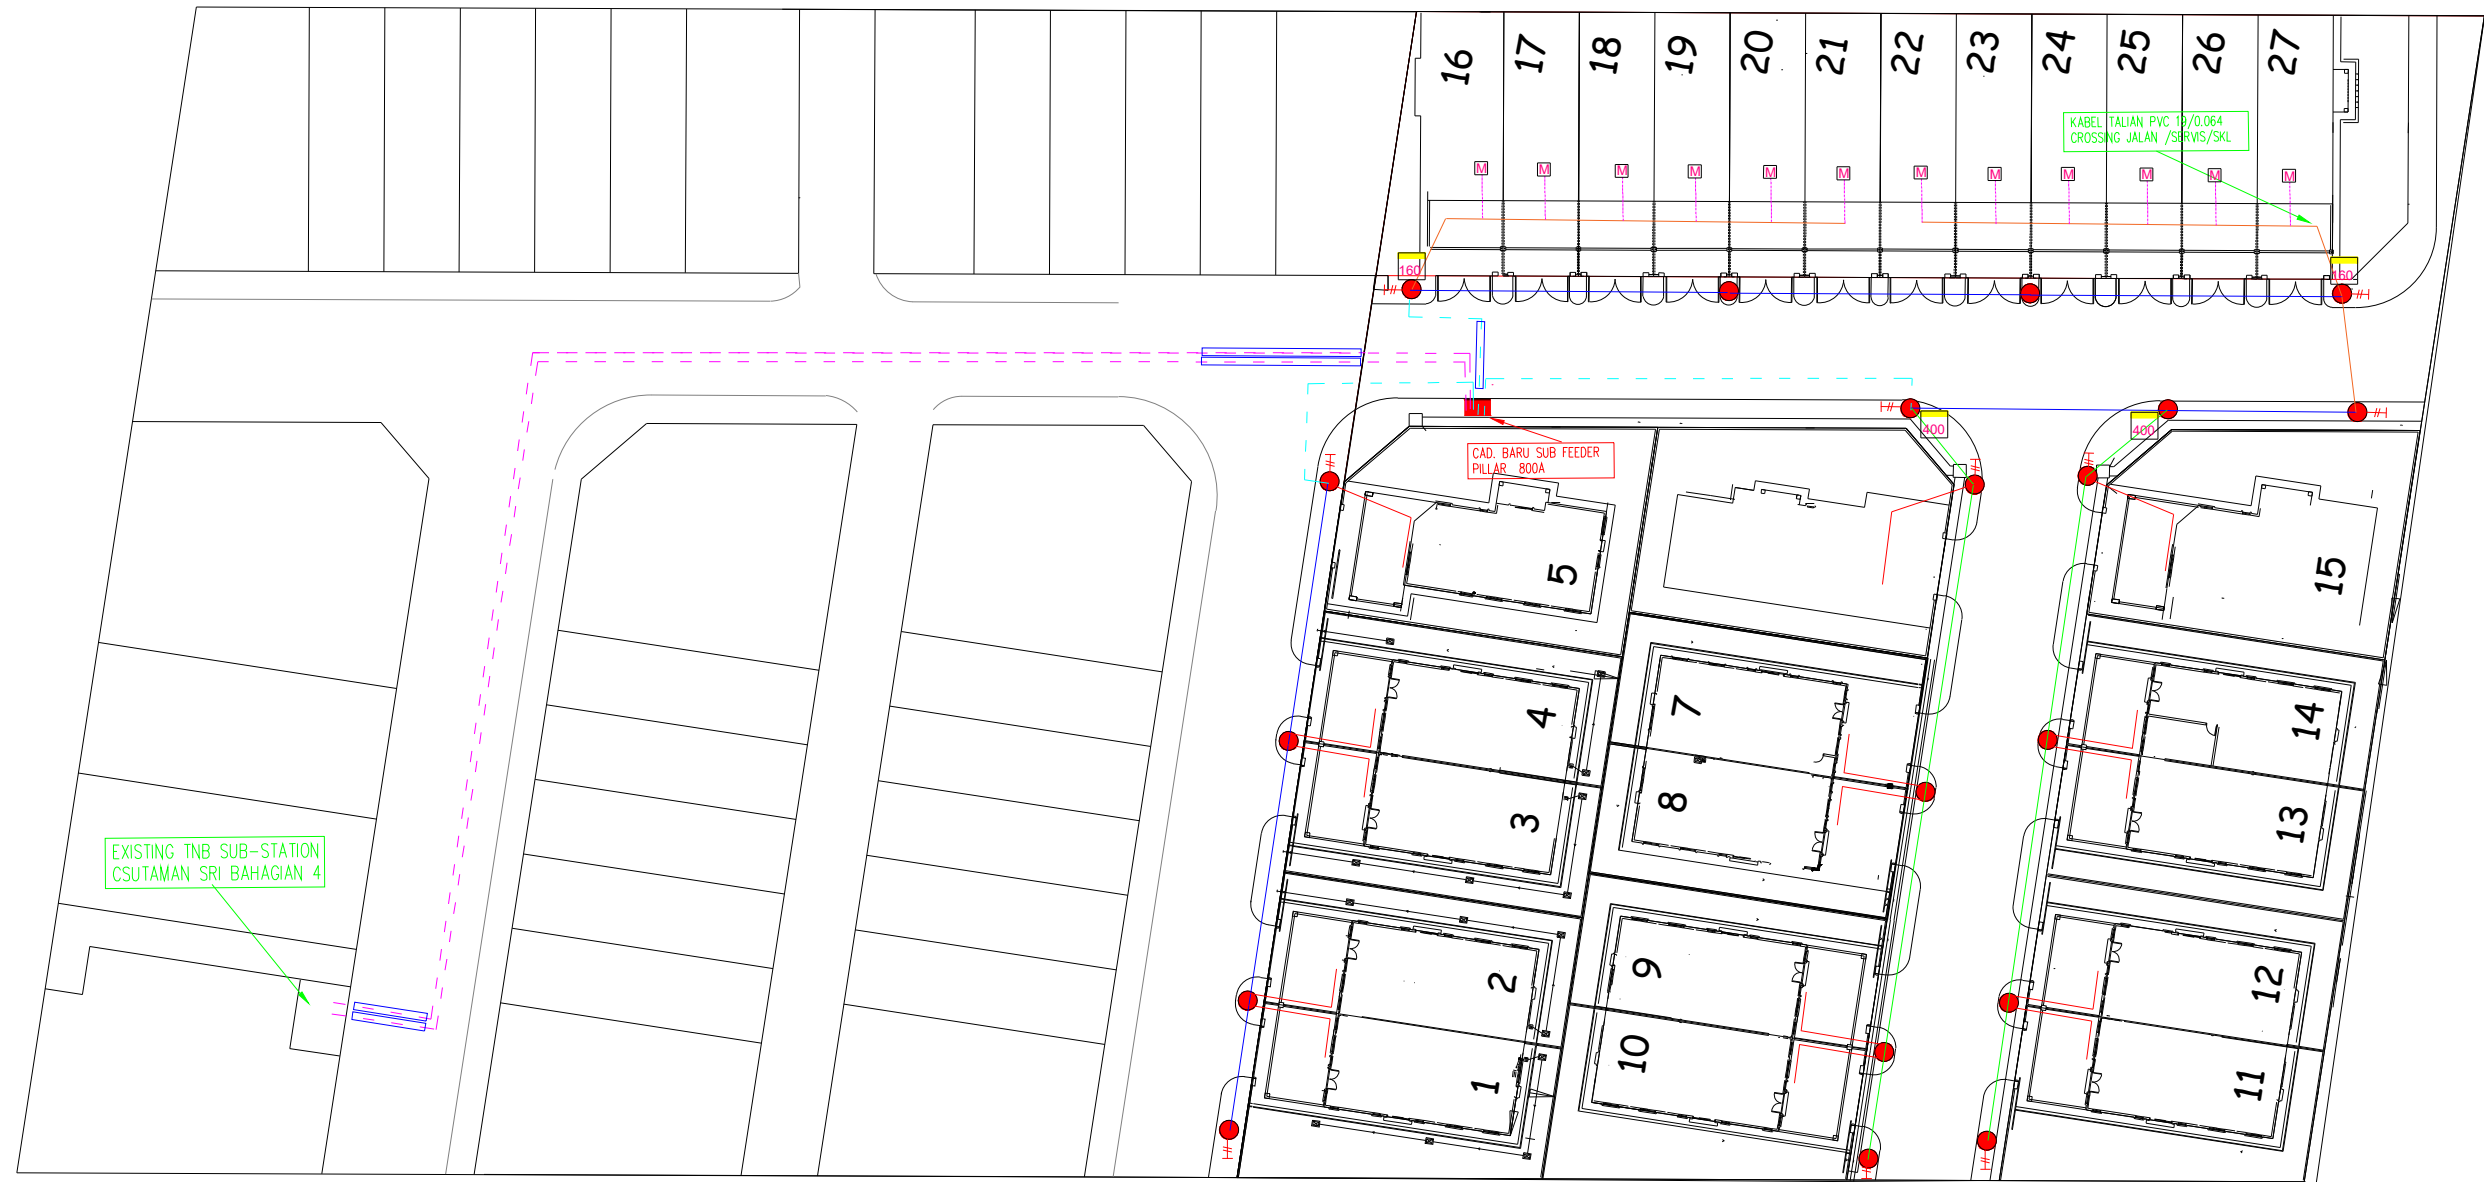 16 17 18 19 20 21 22 23 24 25 26 27
KABEL TALIAN PVC 19/0.064
CROSSING JALAN /SERVIS/SKL
M M M M M M M M M M M M
160 160
400 400
CAD. BARU SUB FEEDER
PILLAR 800A
5 15
4 7 14
3 8 13
EXISTING TNB SUB-STATION
CSUTAMAN SRI BAHAGIAN 4
2 9 12
1 10 11